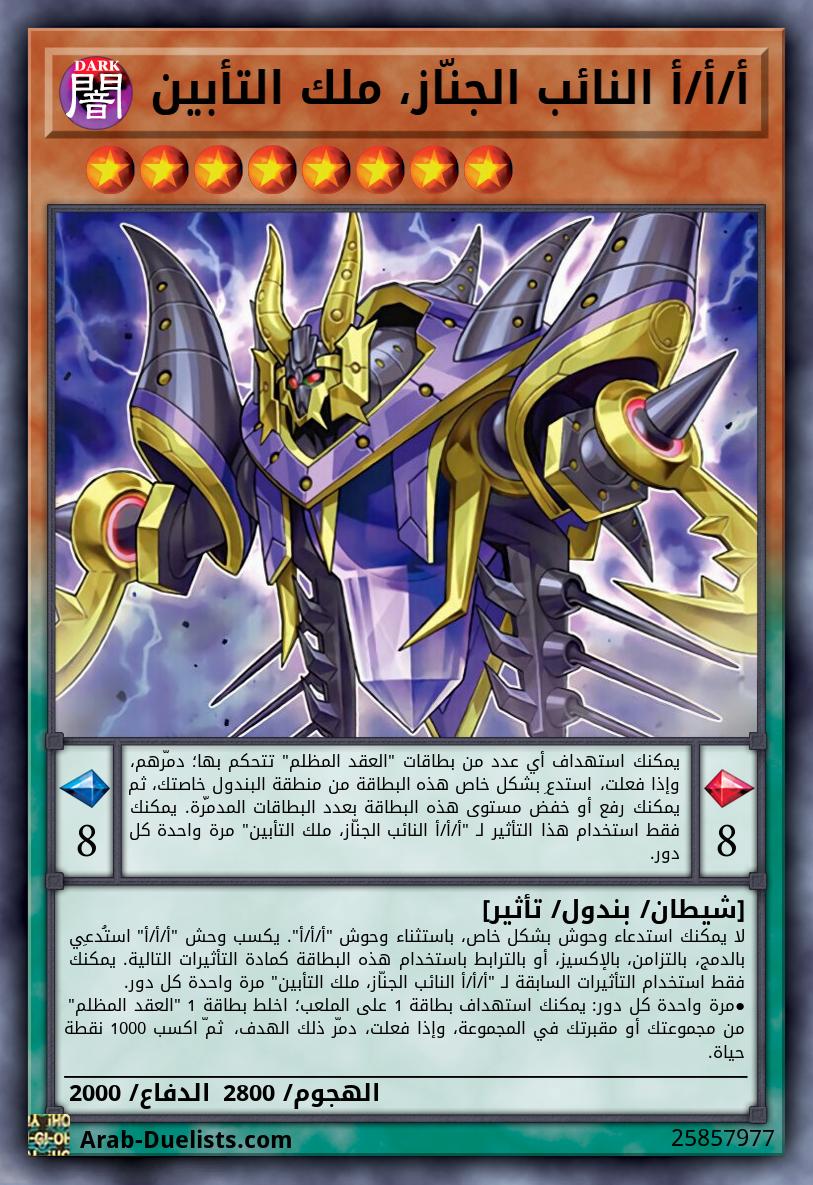 أ/أ/أ النائب الجنّاز، ملك التأبين
DARK
闇
يمكنك استهداف أي عدد من بطاقات "العقد المظلم" تتحكم بها؛ دمّرهم،
وإذا فعلت، استدعِ بشكل خاص هذه البطاقة من منطقة البندول خاصتك، ثم
يمكنك رفع أو خفض مستوى هذه البطاقة بعدد البطاقات المدمرّة. يمكنك
فقط استخدام هذا التأثير لـ "أ/أ/أ النائب الجنّاز، ملك التأبين" مرة واحدة كل
دور.
8
8
[شيطان/ بندول/ تأثير]
لا يمكنك استدعاء وحوش بشكل خاص، باستثناء وحوش "أ/أ/أ". يكسب وحش "أ/أ/أ" استُدعِي
بالدمج، بالتزامن، بالإكسيز، أو بالترابط باستخدام هذه البطاقة كمادة التأثيرات التالية. يمكنك
فقط استخدام التأثيرات السابقة لـ "أ/أ/أ النائب الجنّاز، ملك التأبين" مرة واحدة كل دور.
●مرة واحدة كل دور: يمكنك استهداف بطاقة 1 على الملعب؛ اخلط بطاقة 1 "العقد المظلم"
من مجموعتك أو مقبرتك في المجموعة، وإذا فعلت، دمّر ذلك الهدف، ثمّ اكسب 1000 نقطة
حياة.
الهجوم/ 2800 الدفاع/ 2000
Arab-Duelists.com
25857977